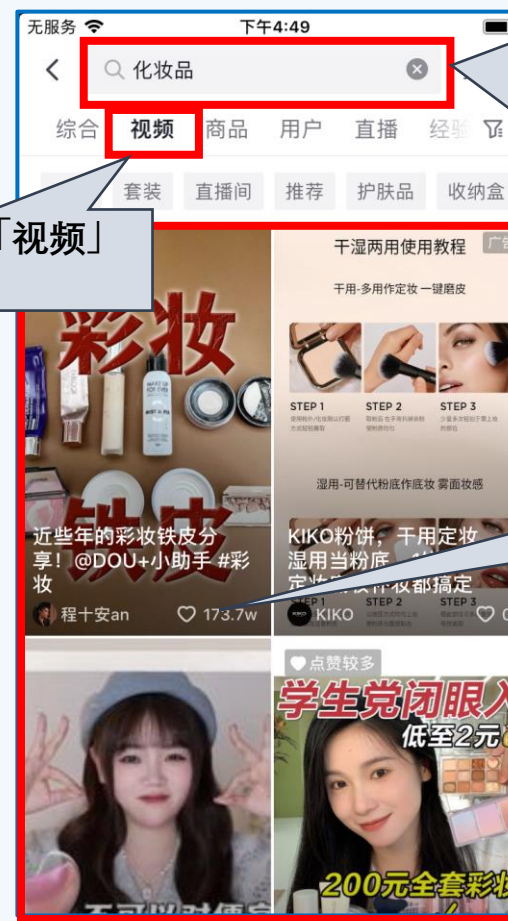 无服务
下午4:49
化妆品
综合 视频 商品 用户 直播 经验
套装 直播间 推荐 护肤品 收纳盒
「视频」
彩妆
铁皮
近些年的彩妆铁皮分
享！@DOU+小助手 #彩
妆
程十安an
173.7w
干湿两用使用教程
广告
干用-多用作定妆 一键磨皮
STEP 1 STEP 2 STEP 3
湿用-可替代粉底作底妆 雾面妆感
KIKO粉饼，干用定妆
湿用当粉底
都搞定
STEP 2 STEP 3
KIKO
点赞较多
学生党闭眼入
低至2元
200元全套彩妆